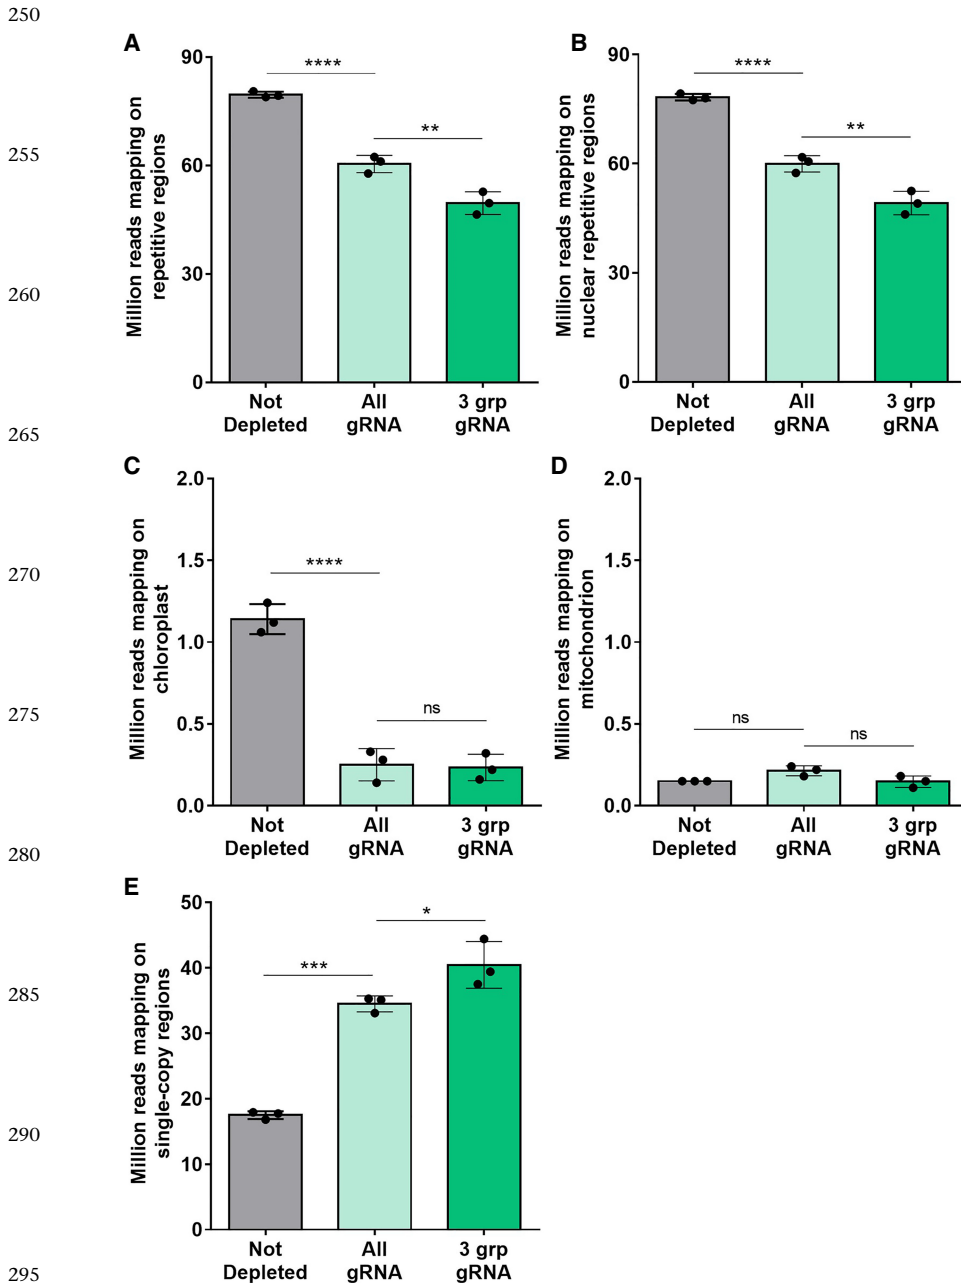 250
A
Million reads mapping on
repetitive regions
90
60
30
0
****
**
Not
Depleted
All
gRNA
3 grp
gRNA
B
Million reads mapping on
nuclear repetitive regions
90
60
30
0
****
**
Not
Depleted
All
gRNA
3 grp
gRNA
255
260
265
C
Million reads mapping on
chloroplast
2.0
1.5
1.0
0.5
0.0
****
ns
Not
Depleted
All
gRNA
3 grp
gRNA
D
Million reads mapping on
mitochondrion
2.0
1.5
1.0
0.5
0.0
ns
ns
Not
Depleted
All
gRNA
3 grp
gRNA
270
275
280
E
Million reads mapping on
single-copy regions
50
40
30
20
10
0
***
*
Not
Depleted
All
gRNA
3 grp
gRNA
285
290
295